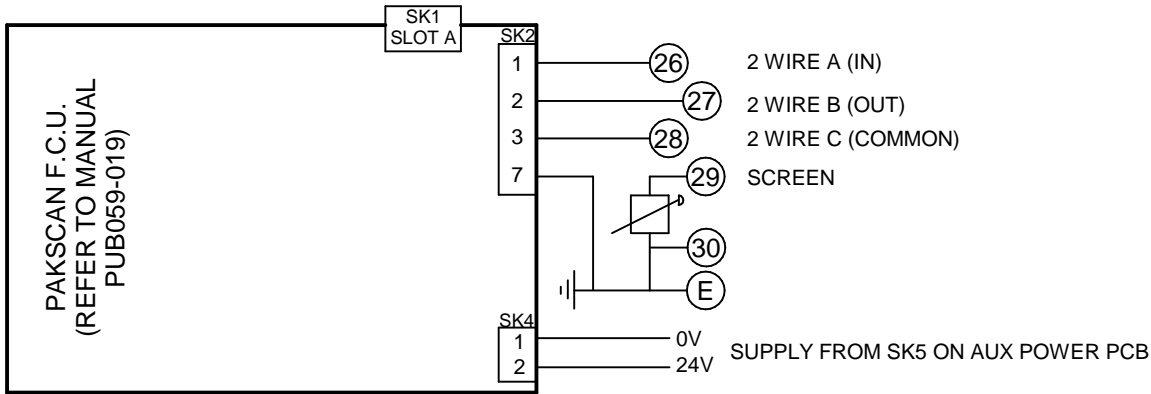 SK1
SLOT A
PAKSCAN F.C.U.
(REFER TO MANUAL
PUB059-019)
SK2
1
26
2 WIRE A (IN)
2
27
2 WIRE B (OUT)
3
28
2 WIRE C (COMMON)
7
29
SCREEN
30
E
SK4
1
0V
2
24V
SUPPLY FROM SK5 ON AUX POWER PCB